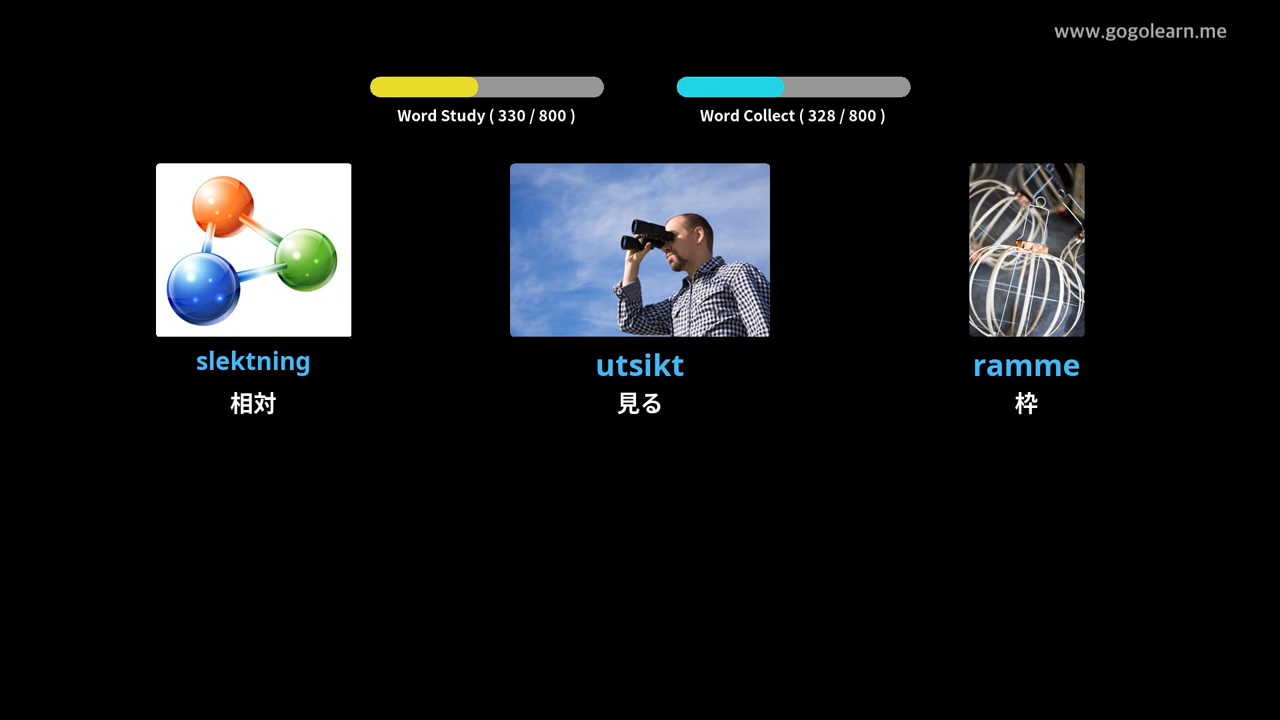 www.gogolearn.me
Word Study ( 330 / 800 )
Word Collect ( 328 / 800 )
slektning
utsikt
ramme
相対
見る
枠